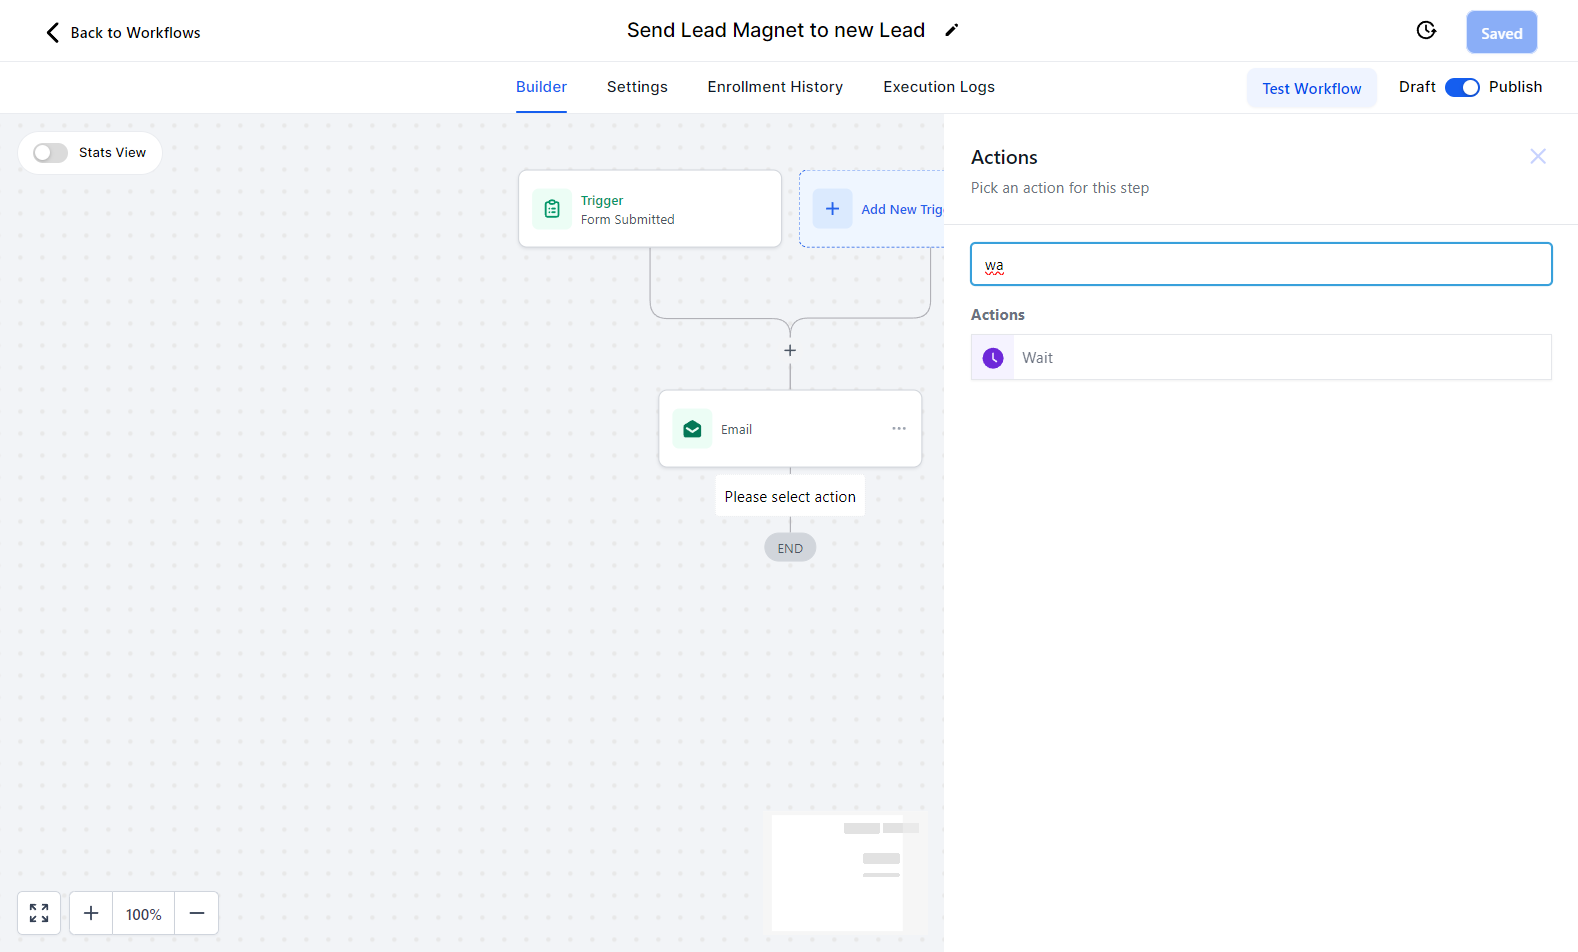 Back to Workflows
Send Lead Magnet to new Lead
Saved
Builder
Settings
Enrollment History
Execution Logs
Test Workflow
Draft
Publish
Stats View
Trigger
Form Submitted
Add New Trig
Email
Please select action
END
100%
Actions
Pick an action for this step
wa
Actions
Wait